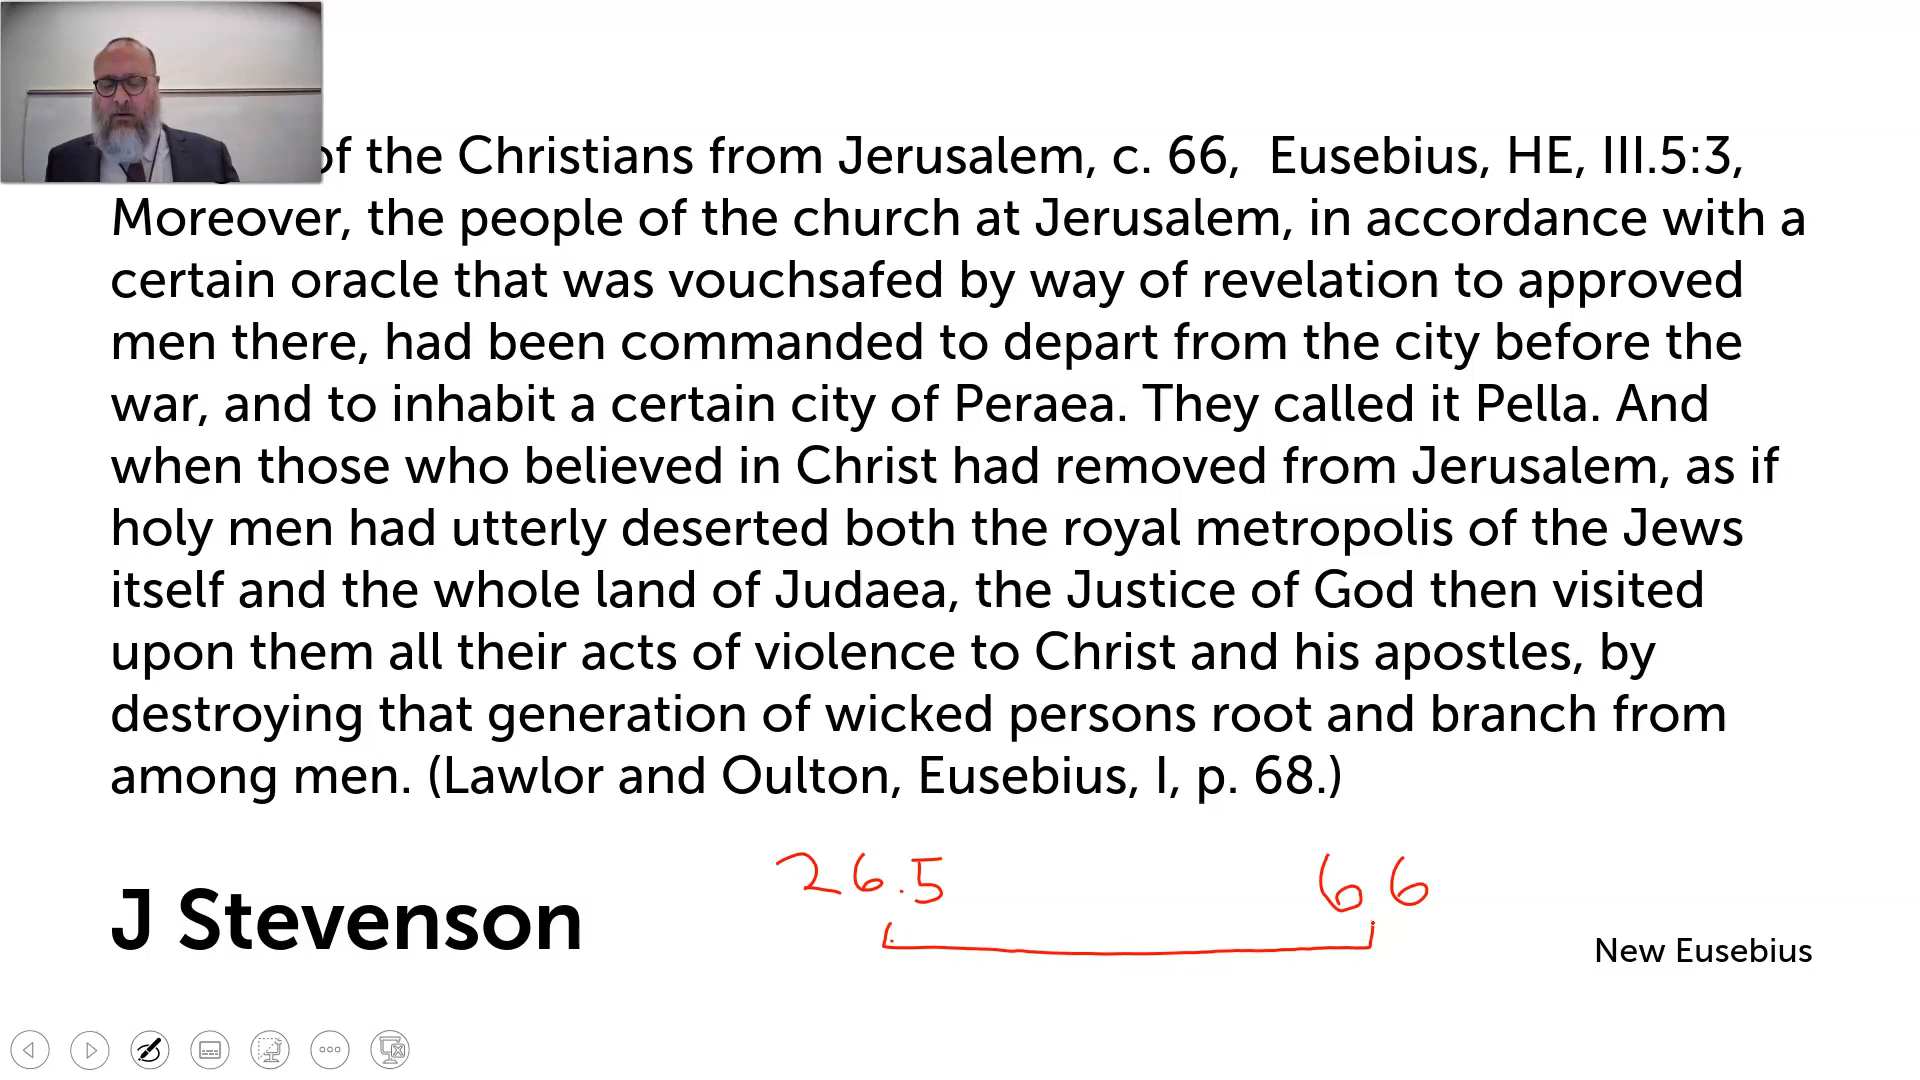 of the Christians from Jerusalem, c. 66, Eusebius, HE, III.5:3,
Moreover, the people of the church at Jerusalem, in accordance with a
certain oracle that was vouchsafed by way of revelation to approved
men there, had been commanded to depart from the city before the
war, and to inhabit a certain city of Peraea. They called it Pella. And
when those who believed in Christ had removed from Jerusalem, as if
holy men had utterly deserted both the royal metropolis of the Jews
itself and the whole land of Judaea, the Justice of God then visited
upon them all their acts of violence to Christ and his apostles, by
destroying that generation of wicked persons root and branch from
among men. (Lawlor and Oulton, Eusebius, I, p. 68.)
26.5 66
J Stevenson
New Eusebius